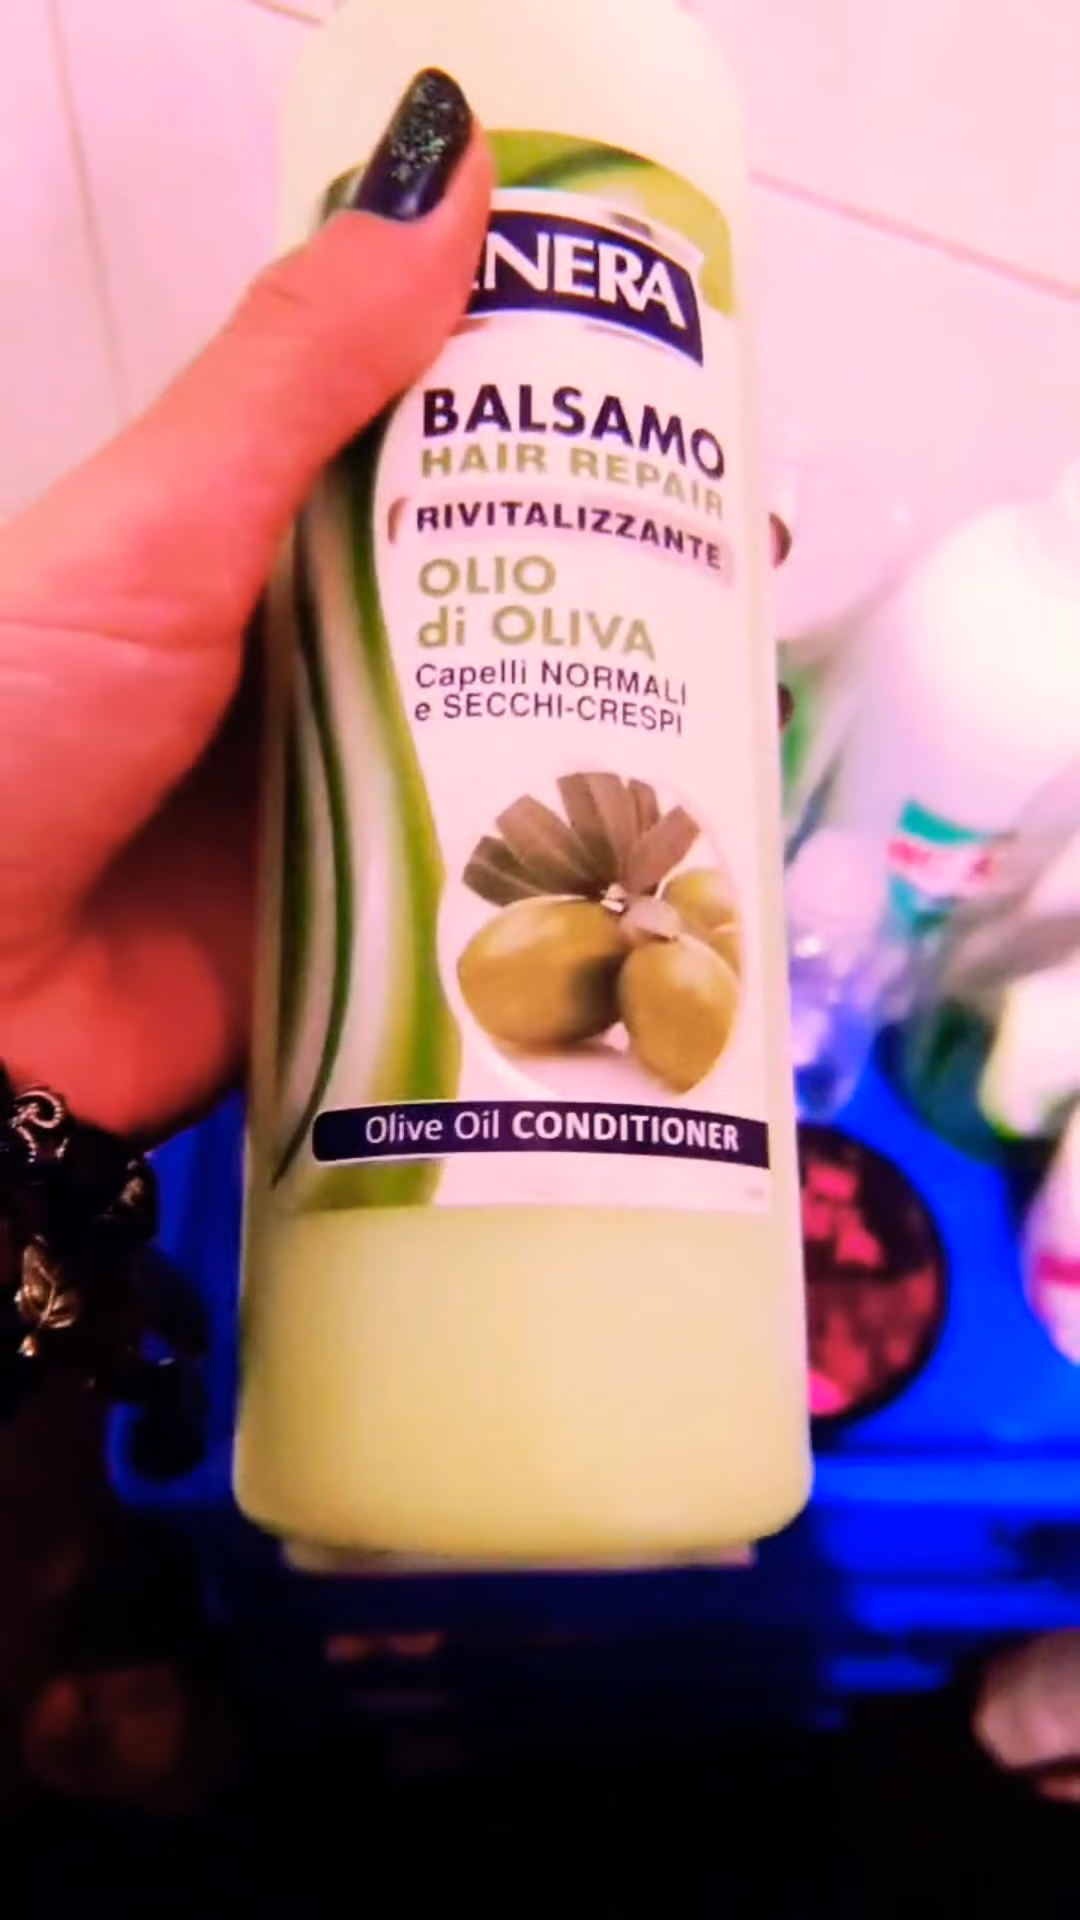 NERA
BALSAMO
HAIR REPAIR
RIVITALIZZANTE
OLIO
di OLIVA
Capelli NORMALI
e SECCHI-CRESPI
Olive Oil CONDITIONER